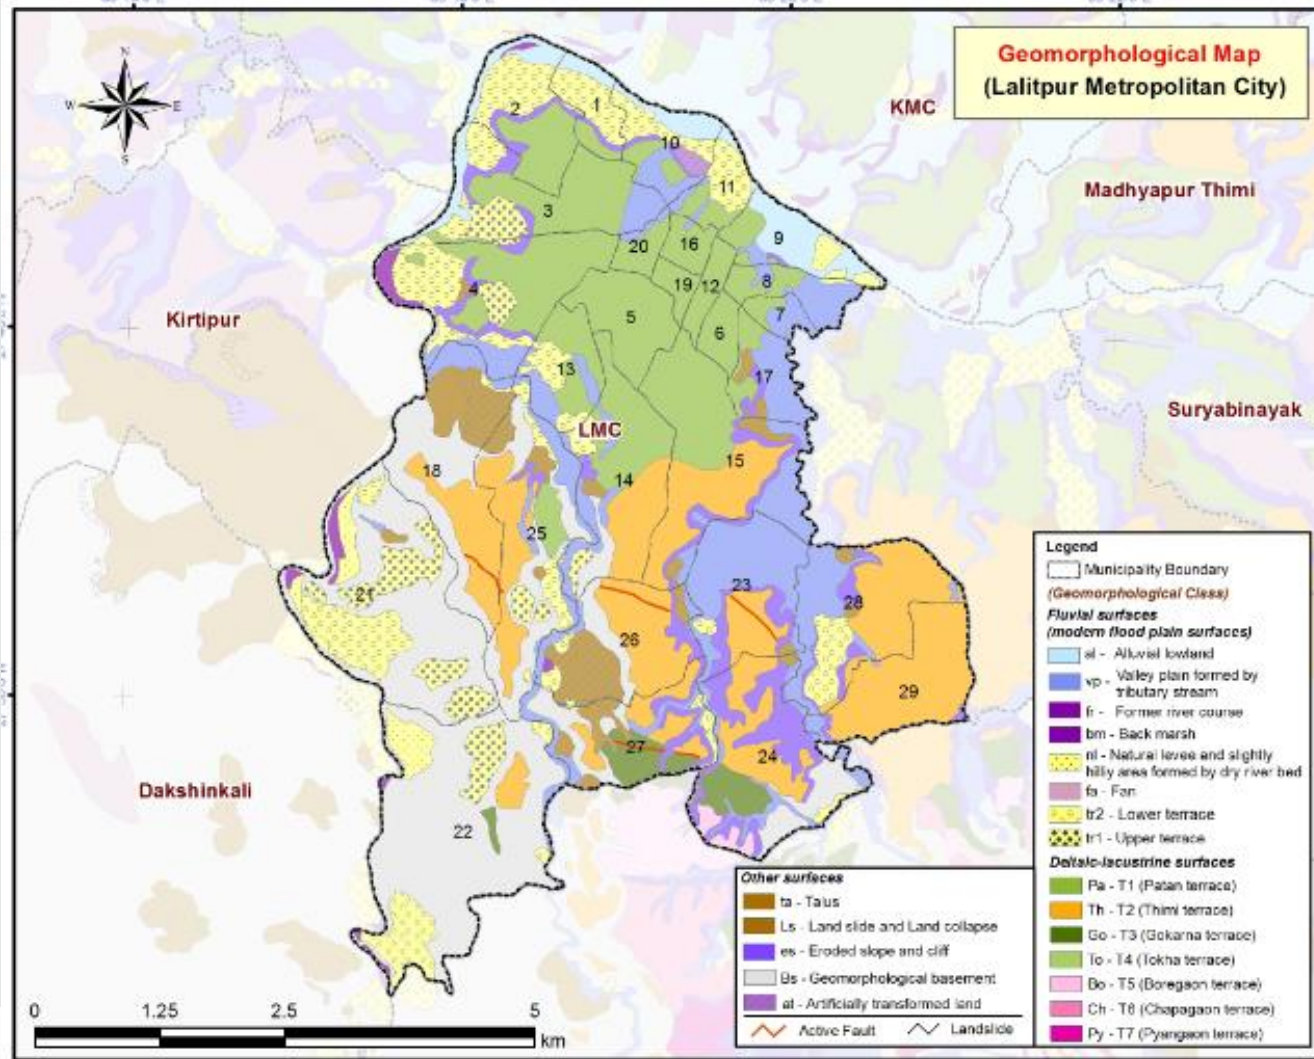 Geomorphological Map
(Lalitpur Metropolitan City)
N
W E
S
KMC
Madhyapur Thimi
Kirtipur
Suryabinayak
LMC
Dakshinkali
1
2
10
11
3
9
20
16
4
19
12
8
5
7
6
13
17
18
15
14
25
21
23
28
26
29
27
24
22
Legend
Municipality Boundary
(Geomorphological Class)
Fluvial surfaces
(modern flood plain surfaces)
al - Alluvial lowland
vp - Valley plain formed by
tributary stream
fr - Former river course
bm - Back marsh
nl - Natural levee and slightly
hilly area formed by dry river bed
fa - Fan
tr2 - Lower terrace
tr1 - Upper terrace
Deltaic-lacustrine surfaces
Pa - T1 (Patan terrace)
Th - T2 (Thimi terrace)
Go - T3 (Gokarna terrace)
To - T4 (Tokha terrace)
Bo - T5 (Boregaon terrace)
Ch - T6 (Chapagaon terrace)
Py - T7 (Pyangaon terrace)
Other surfaces
ta - Talus
Ls - Land slide and Land collapse
es - Eroded slope and cliff
Bs - Geomorphological basement
at - Artificially transformed land
Active Fault Landslide
0 1.25 2.5 5
km